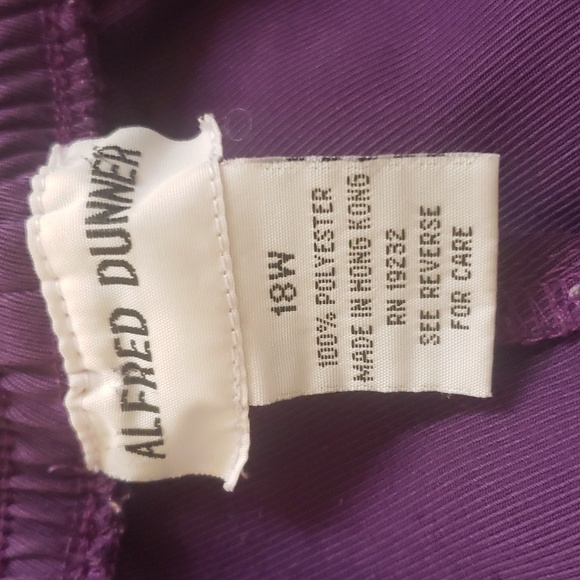 ALFRED DUNNER
18W
100% POLYESTER
MADE IN HONG KONG
RN 19232
SEE REVERSE
FOR CARE